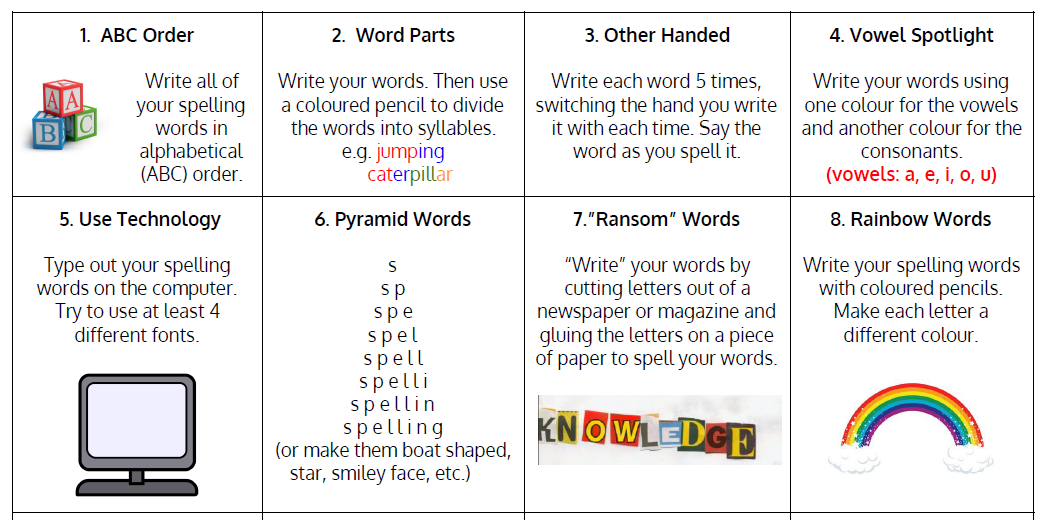 1. ABC Order
Write all of
your spelling
words in
alphabetical
(ABC) order.
A
A
B
C
2. Word Parts
Write your words. Then use
a coloured pencil to divide
the words into syllables.
e.g. jumping
caterpillar
3. Other Handed
Write each word 5 times,
switching the hand you write
it with each time. Say the
word as you spell it.
4. Vowel Spotlight
Write your words using
one colour for the vowels
and another colour for the
consonants.
(vowels: a, e, i, o, u)
5. Use Technology
Type out your spelling
words on the computer.
Try to use at least 4
different fonts.
6. Pyramid Words
s
s p
s p e
s p e l
s p e l l
s p e l l i
s p e l l i n
s p e l l i n g
(or make them boat shaped,
star, smiley face, etc.)
7.”Ransom” Words
“Write” your words by
cutting letters out of a
newspaper or magazine and
gluing the letters on a piece
of paper to spell your words.
KNOWLEDGE
8. Rainbow Words
Write your spelling words
with coloured pencils.
Make each letter a
different colour.